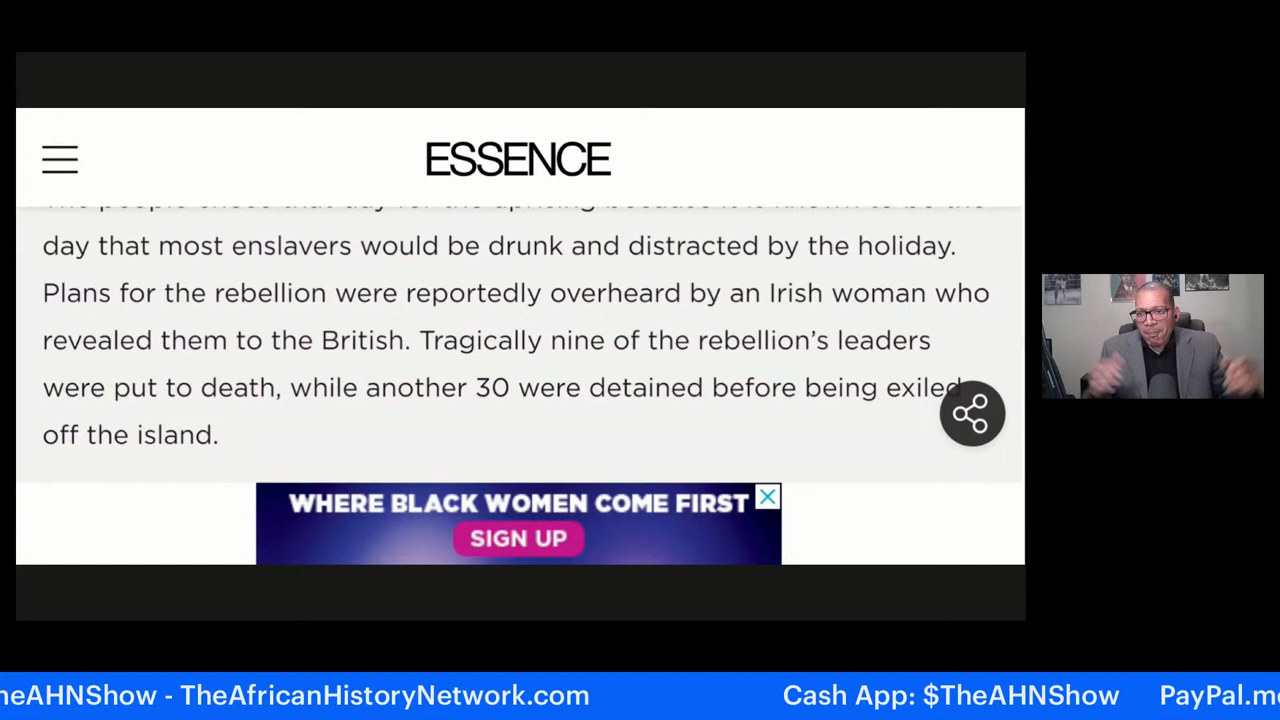 ESSENCE
day that most enslavers would be drunk and distracted by the holiday.
Plans for the rebellion were reportedly overheard by an Irish woman who
revealed them to the British. Tragically nine of the rebellion's leaders
were put to death, while another 30 were detained before being exiled
off the island.
WHERE BLACK WOMEN COME FIRST
SIGN UP
heAHNShow - TheAfricanHistoryNetwork.com Cash App: $TheAHNShow PayPal.me